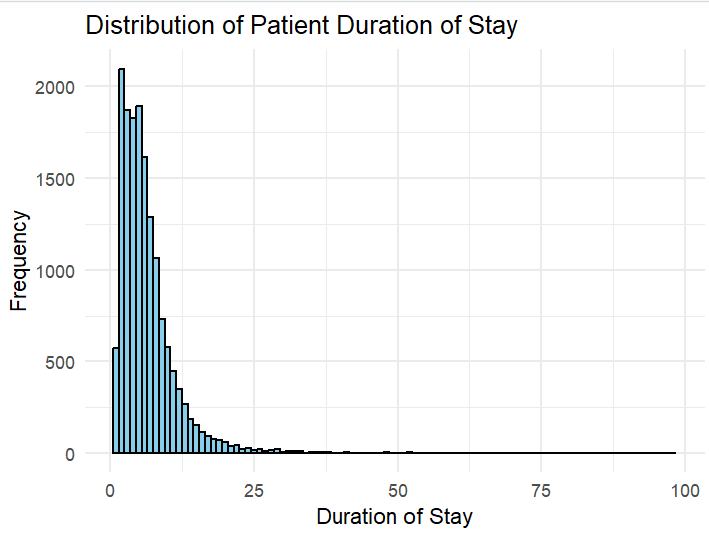 Distribution of Patient Duration of Stay
2000
1500
1000
500
0
Frequency
0 25 50 75 100
Duration of Stay